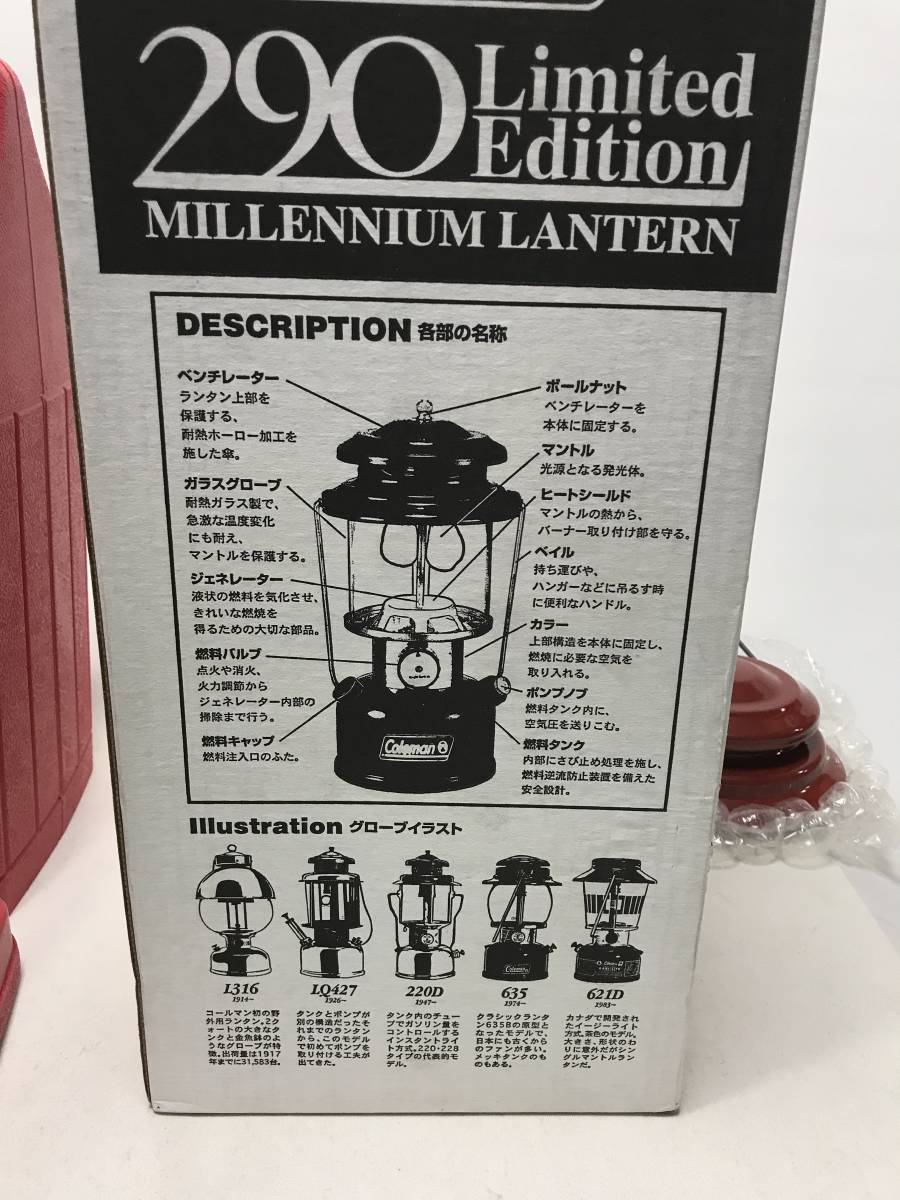 290 Limited
Edition
MILLENNIUM LANTERN
DESCRIPTION 各部の名称
ベンチレーター
ランタン上部を
保護する、
耐熱ホーロー加工を
施した傘。
ガラスグローブ
耐熱ガラス製で、
急激な温度変化
にも耐え、
マントルを保護する。
ジェネレーター
液状の燃料を気化させ、
きれいな燃焼を
得るための大切な部品。
燃料バルブ
点火や消火、
火力調節から
ジェネレーター内部の
掃除まで行う。
燃料キャップ
燃料注入口のふた。
ボールナット
ベンチレーターを
本体に固定する。
マントル
光源となる発光体。
ヒートシールド
マントルの熱から、
バーナー取り付け部を守る。
ベイル
持ち運びや、
ハンガーなどに吊るす時
に便利なハンドル。
カラー
上部構造を本体に固定し、
燃焼に必要な空気を
取り入れる。
ポンプノブ
燃料タンク内に、
空気圧を送りこむ。
燃料タンク
内部にさび止め処理を施し、
燃料逆流防止装置を備えた
安全設計。
Coleman
Illustration グローブイラスト
L316
1914~
コールマン初の野
外用ランタン。2ク
ォートの大きなタ
ンクと金魚鉢のよ
うなグローブが特
徴。出荷量は1917
年までに31,583台。
LQ427
1926~
タンクとポンプが
別の構造だったそ
れまでのランタン
から、このモデル
で初めてポンプを
取り付ける工夫が
出てきた。
220D
1947~
タンク内のチュー
ブでガソリン量を
コントロールする
インスタントライ
ト方式。220・228
タイプの代表的モ
デル。
Coleman
635
1974~
クラシックランタ
ン635Bの原型と
なったモデルで、
日本にも古くから
のファンが多い。
メッキタンクのも
のもある。
Coleman
621D
1983~
カナダで開発され
たイージーライト
方式。茶色のモデル。
大きさ、形状のわ
りに意外だがシン
グルマントルラン
タンだ。